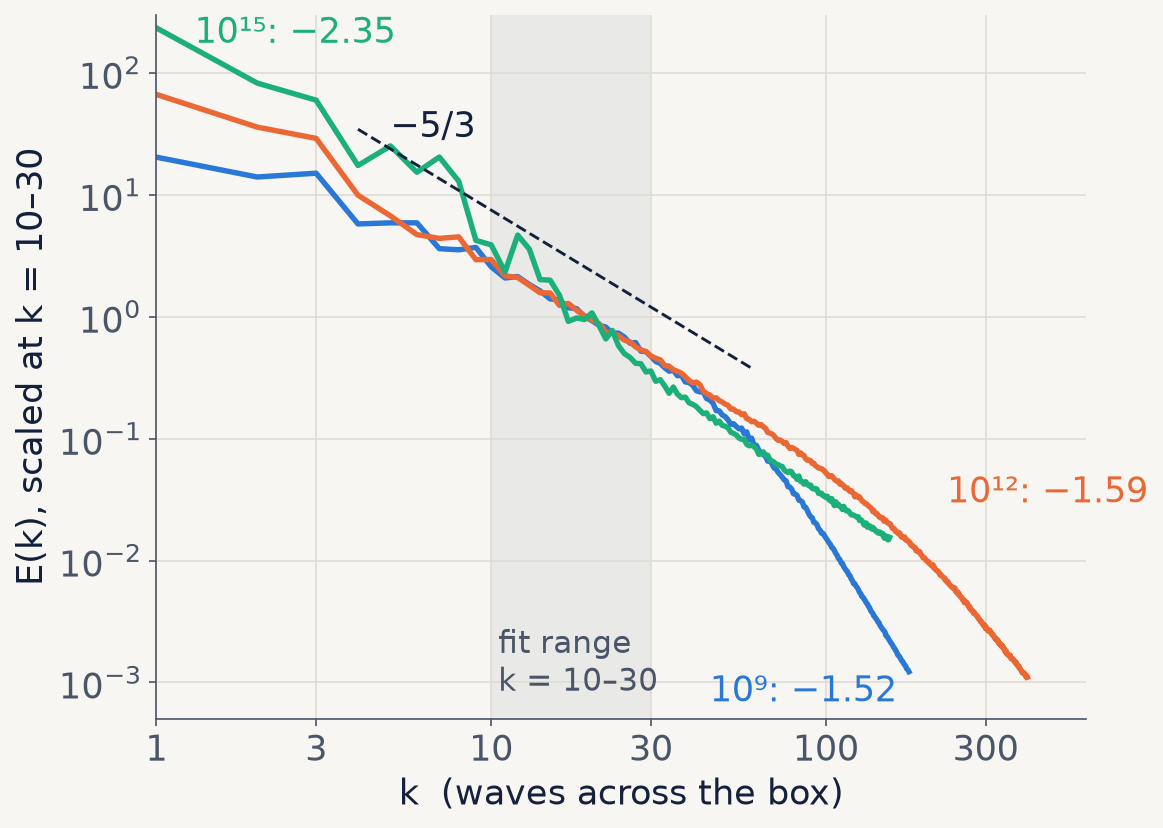 10¹⁵: −2.35
−5/3
10¹²: −1.59
fit range
k = 10–30
10⁹: −1.52
E(k), scaled at k = 10–30
10²
10¹
10⁰
10⁻¹
10⁻²
10⁻³
1 3 10 30 100 300
k (waves across the box)